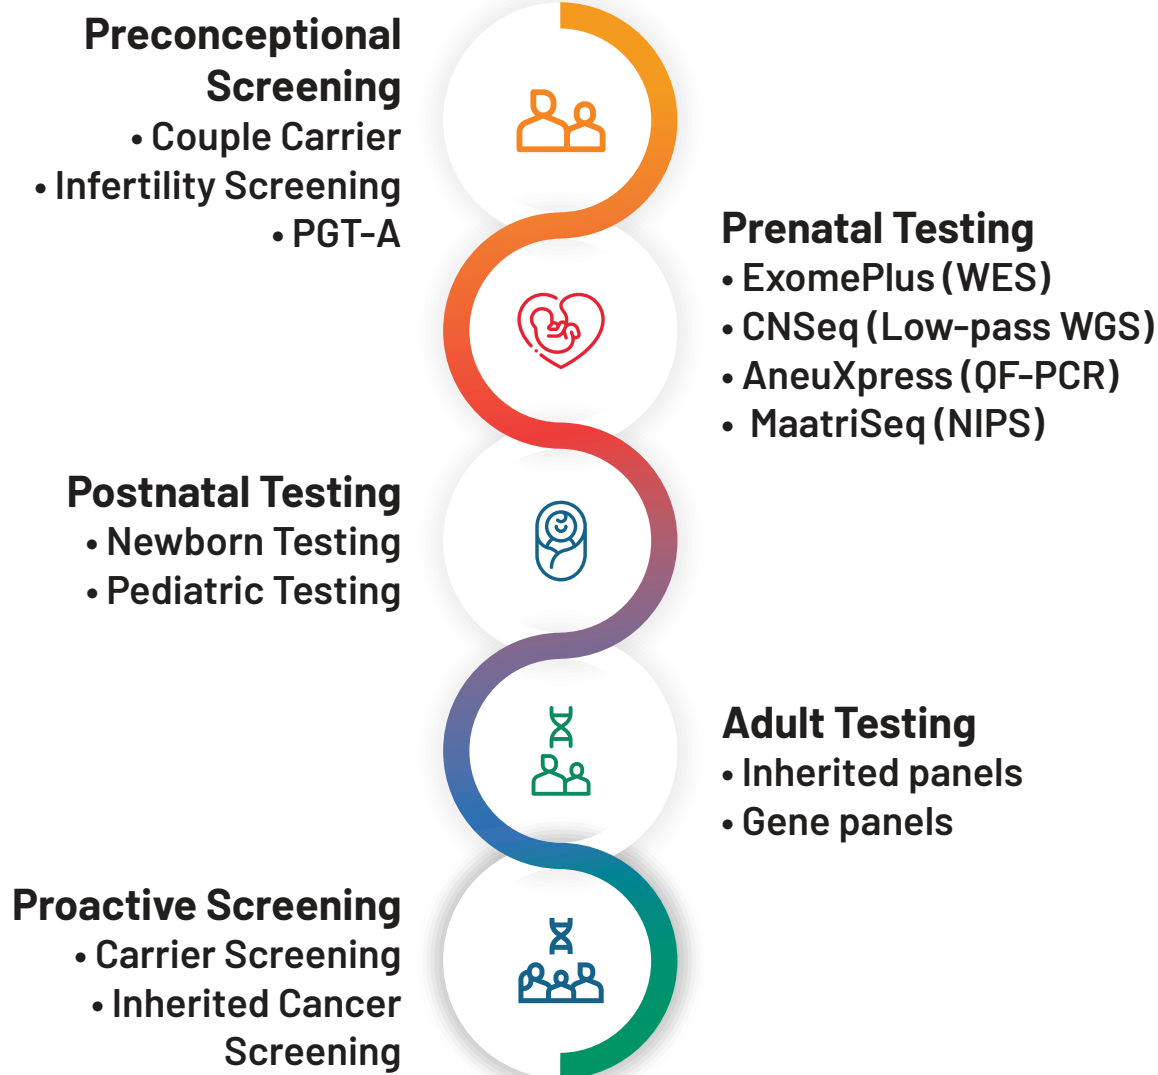 Preconceptional
Screening
• Couple Carrier
• Infertility Screening
• PGT-A
Prenatal Testing
• ExomePlus (WES)
• CNSeq (Low-pass WGS)
• AneuXpress (QF-PCR)
• MaatriSeq (NIPS)
Postnatal Testing
• Newborn Testing
• Pediatric Testing
Adult Testing
• Inherited panels
• Gene panels
Proactive Screening
• Carrier Screening
• Inherited Cancer
Screening